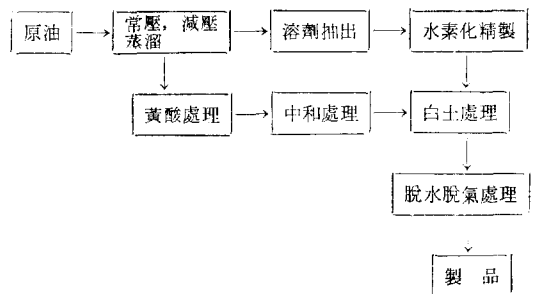 原油
常壓，減壓
蒸溜
溶劑抽出
水素化精製
黃酸處理
中和處理
白土處理
脫水脫氣處理
製品